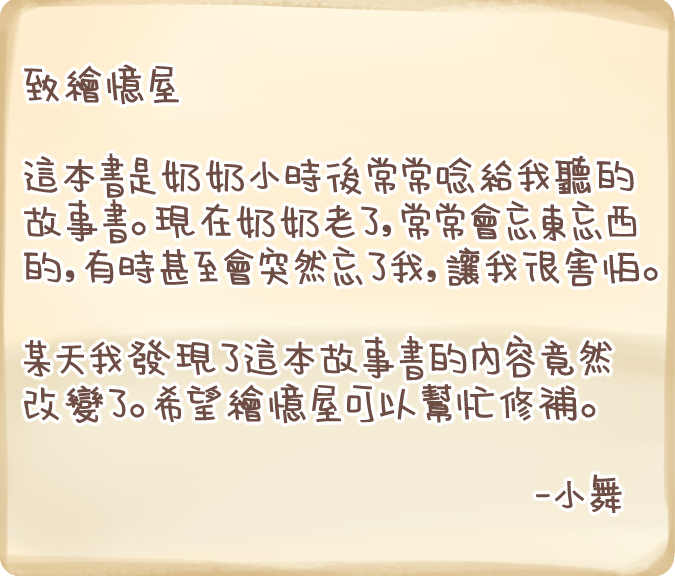 致繪憶屋
這本書是奶奶小時後常常唸給我聽的
故事書。現在奶奶老了,常常會忘東忘西
的,有時甚至會突然忘了我,讓我很害怕。
某天我發現了這本故事書的內容竟然
改變了。希望繪憶屋可以幫忙修補。
-小舞